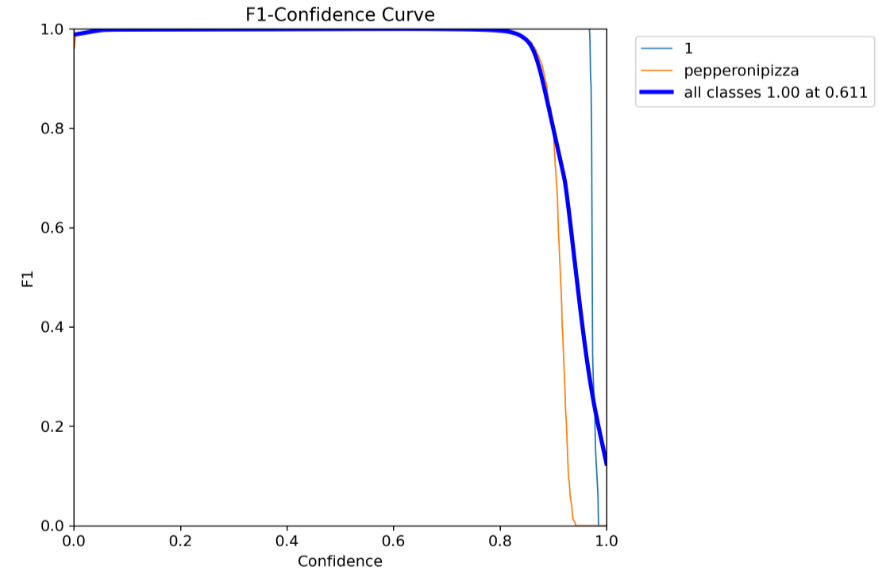 F1-Confidence Curve
1.0
0.8
0.6
0.4
0.2
0.0
F1
0.0 0.2 0.4 0.6 0.8 1.0
Confidence
1
pepperonipizza
all classes 1.00 at 0.611